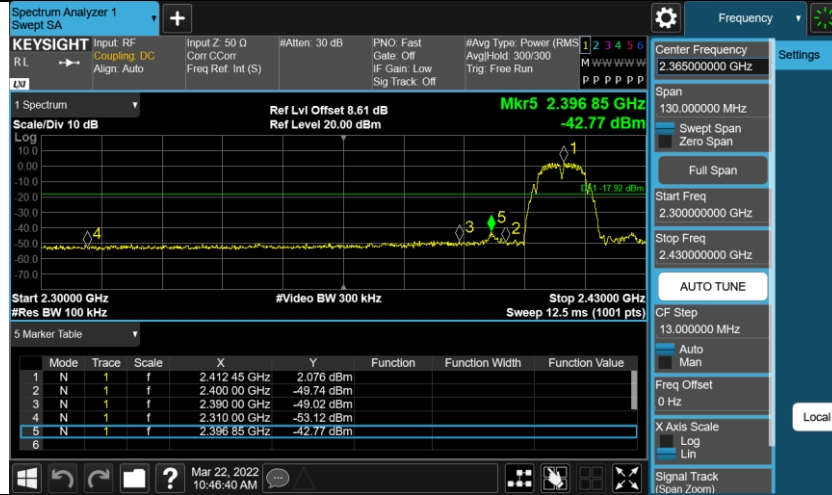 Spectrum Analyzer 1
Swept SA
+
Frequency
KEYSIGHT
RL
LXI
Input: RF
Coupling: DC
Align: Auto
Input Z: 50 Ω
Corr CCorr
Freq Ref: Int (S)
#Atten: 30 dB
PNO: Fast
Gate: Off
IF Gain: Low
Sig Track: Off
#Avg Type: Power (RMS
Avg|Hold: 300/300
Trig: Free Run
1 2 3 4 5 6
M W W W W W
P P P P P P
1 Spectrum
Scale/Div 10 dB
Log
Ref Lvl Offset 8.61 dB
Ref Level 20.00 dBm
Mkr5 2.396 85 GHz
-42.77 dBm
10.0
0.00
-10.0
-20.0
-30.0
-40.0
-50.0
-60.0
-70.0
1
DL1 -17.92 dBm
5
4
3
2
Start 2.30000 GHz
#Video BW 300 kHz
Stop 2.43000 GHz
#Res BW 100 kHz
Sweep 12.5 ms (1001 pts)
5 Marker Table
Mode Trace Scale X Y Function Function Width Function Value
1 N 1 f 2.412 45 GHz 2.076 dBm
2 N 1 f 2.400 00 GHz -49.74 dBm
3 N 1 f 2.390 00 GHz -49.02 dBm
4 N 1 f 2.310 00 GHz -53.12 dBm
5 N 1 f 2.396 85 GHz -42.77 dBm
6
?
Mar 22, 2022
10:46:40 AM
Center Frequency
2.365000000 GHz
Settings
Span
130.000000 MHz
Swept Span
Zero Span
Full Span
Start Freq
2.300000000 GHz
Stop Freq
2.430000000 GHz
AUTO TUNE
CF Step
13.000000 MHz
Auto
Man
Freq Offset
0 Hz
Local
X Axis Scale
Log
Lin
Signal Track
(Span Zoom)